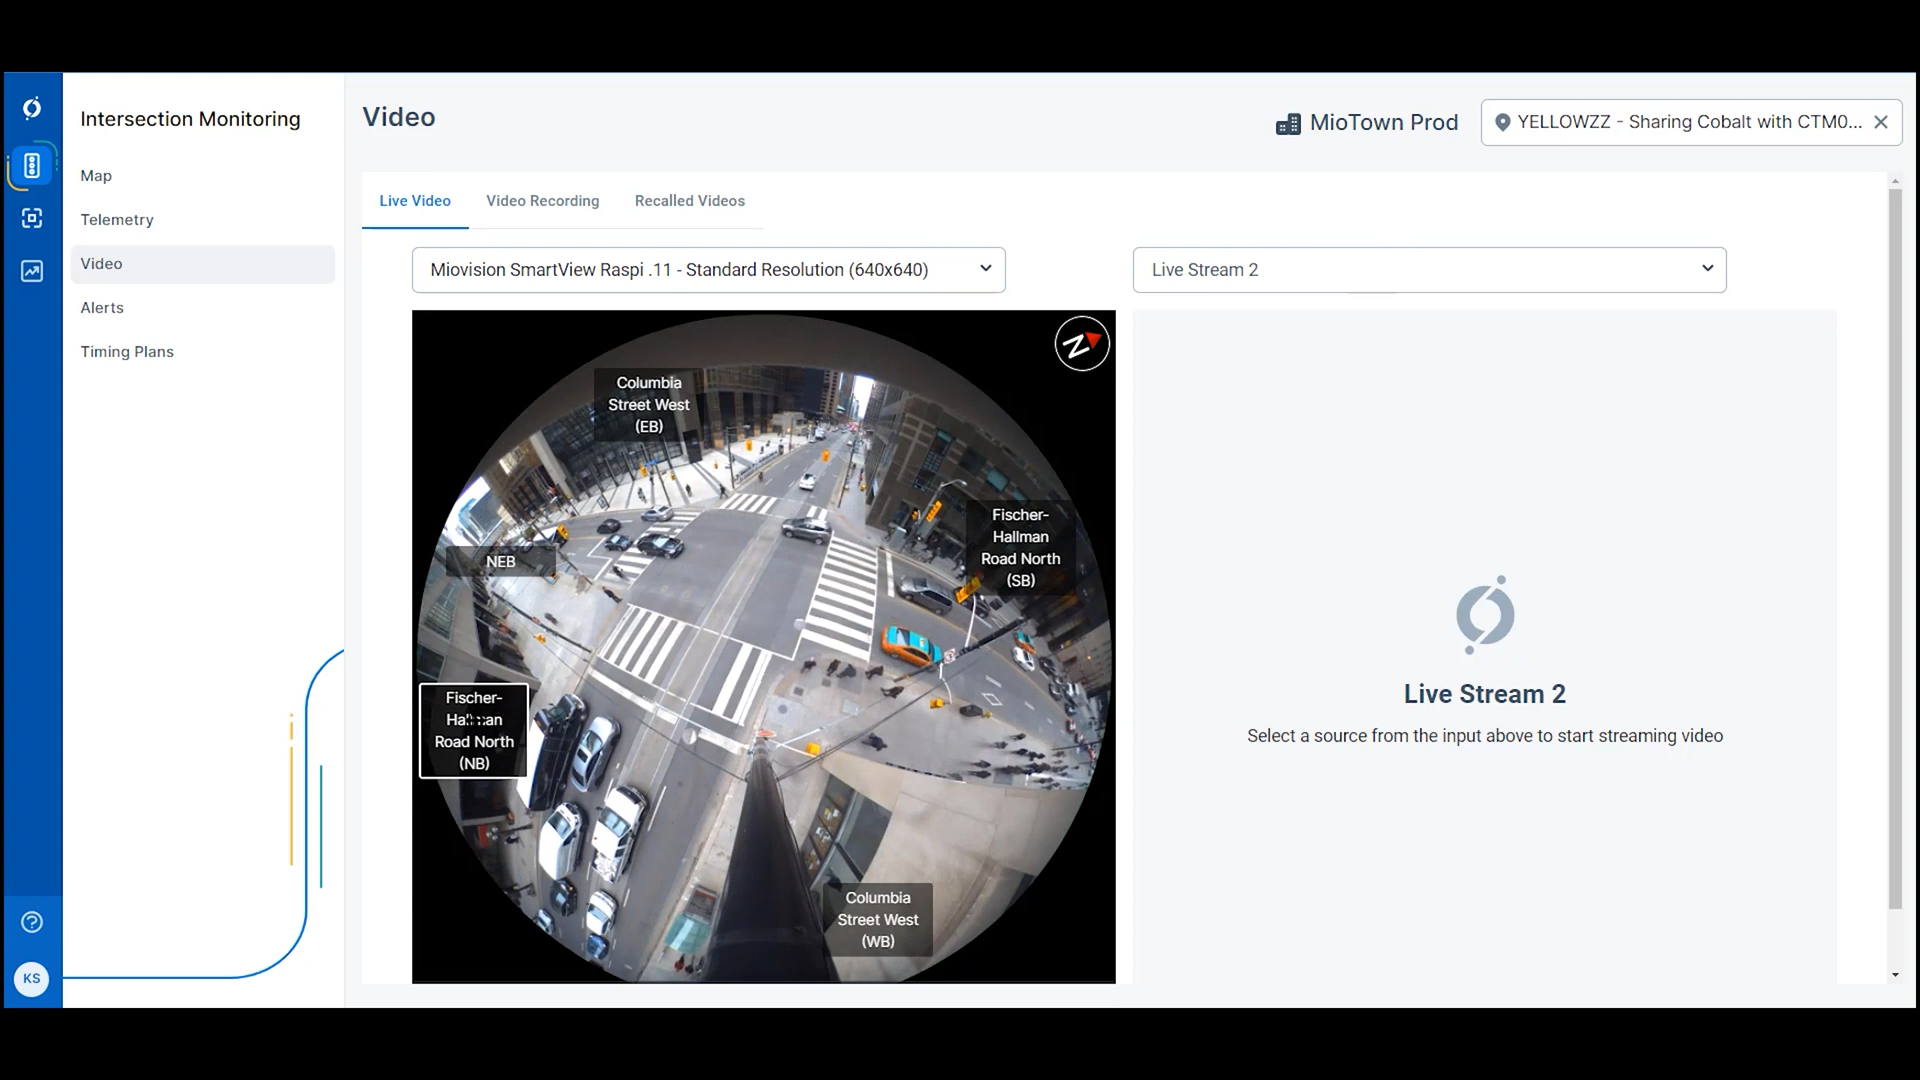 Intersection Monitoring
Map
Telemetry
Video
Alerts
Timing Plans
KS
Video
MioTown Prod
YELLOWZZ - Sharing Cobalt with CTM0...
Live Video
Video Recording
Recalled Videos
Miovision SmartView Raspi .11 - Standard Resolution (640x640)
Live Stream 2
Z
Columbia
Street West
(EB)
Fischer-
Hallman
Road North
(SB)
NEB
Fischer-
Hallman
Road North
(NB)
Columbia
Street West
(WB)
Live Stream 2
Select a source from the input above to start streaming video